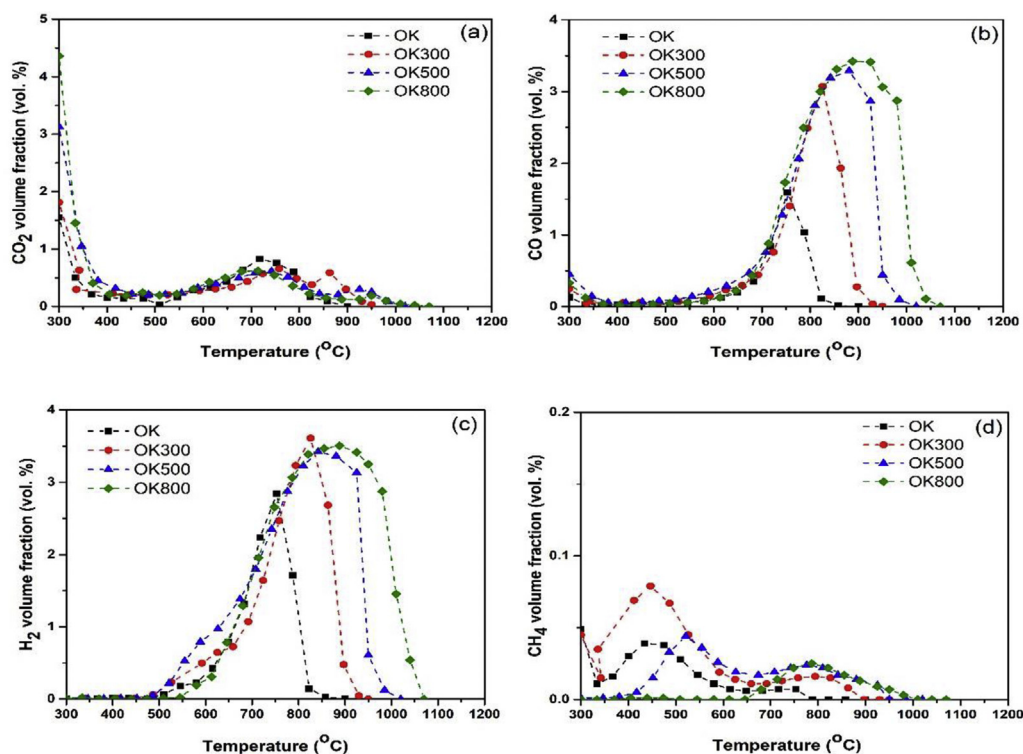 (a)
OK
OK300
OK500
OK800
CO₂ volume fraction (vol. %)
5
4
3
2
1
0
300 400 500 600 700 800 900 1000 1100 1200
Temperature (°C)
(b)
OK
OK300
OK500
OK800
CO volume fraction (vol. %)
4
3
2
1
0
300 400 500 600 700 800 900 1000 1100 1200
Temperature (°C)
(c)
OK
OK300
OK500
OK800
H₂ volume fraction (vol. %)
4
3
2
1
0
300 400 500 600 700 800 900 1000 1100 1200
Temperature (°C)
(d)
OK
OK300
OK500
OK800
CH₄ volume fraction (vol. %)
0.2
0.1
0.0
300 400 500 600 700 800 900 1000 1100 1200
Temperature (°C)